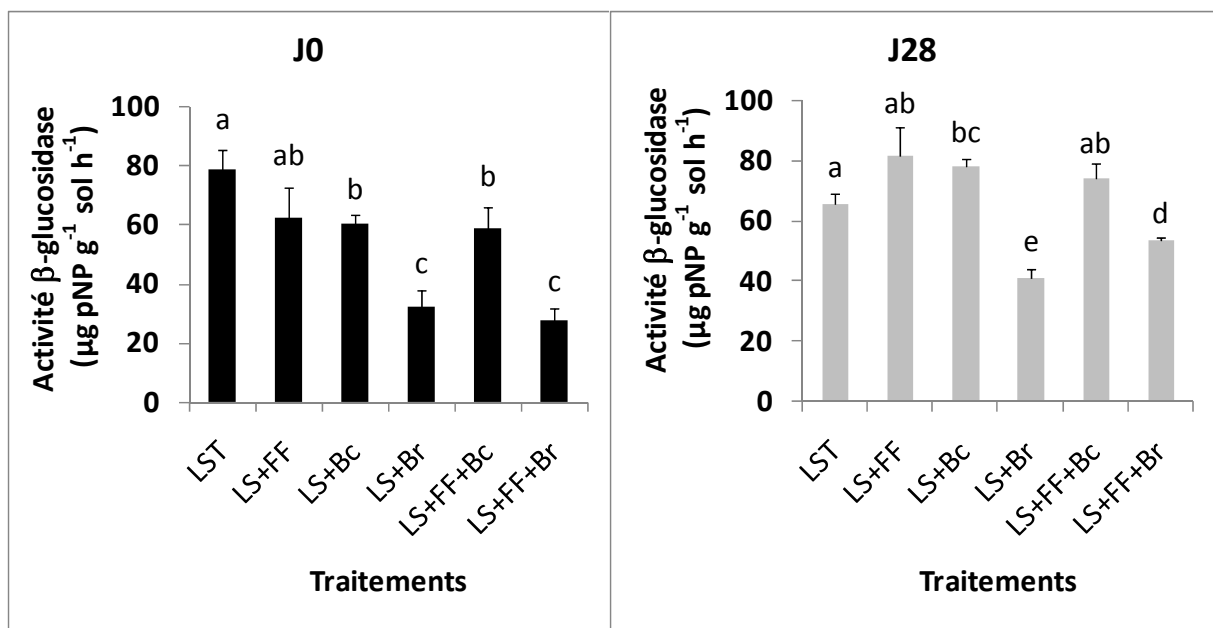 J0
Activité β-glucosidase
(µg pNP g⁻¹ sol h⁻¹)
100
80
60
40
20
0
a
ab
b
c
b
c
LST
LS+FF
LS+Bc
LS+Br
LS+FF+Bc
LS+FF+Br
Traitements
J28
Activité β-glucosidase
(µg pNP g⁻¹ sol h⁻¹)
100
80
60
40
20
0
a
ab
bc
e
ab
d
LST
LS+FF
LS+Bc
LS+Br
LS+FF+Bc
LS+FF+Br
Traitements